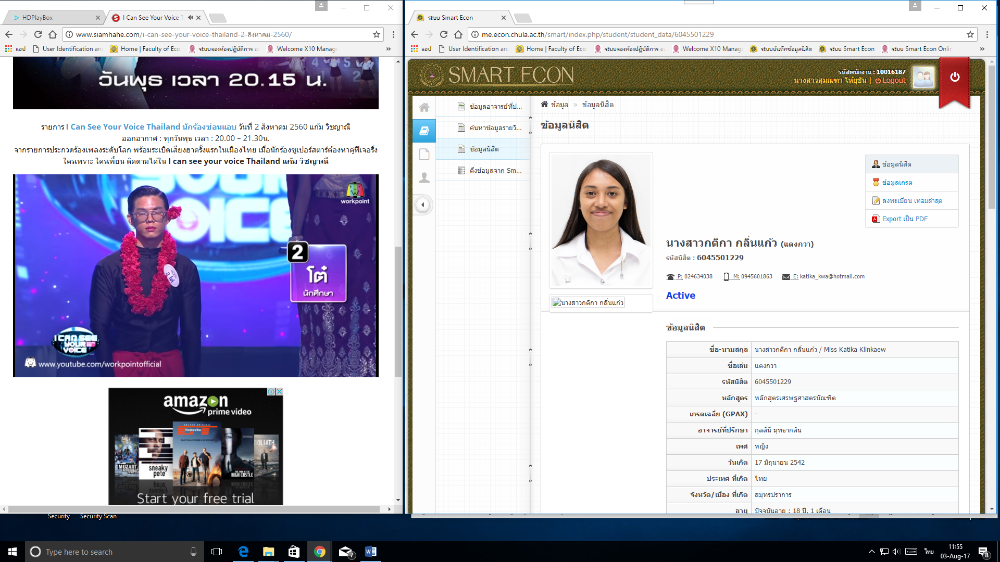 HDPlayBox
I Can See Your Voice T
www.siamhahe.com/i-can-see-your-voice-thailand-2-สิงหาคม-2560/
แอป
User Identification an
Home | Faculty of Eco
ระบบจองห้องปฏิบัติการ อ
Welcome X10 Manag
»
วันพุธ เวลา 20.15 น.
รายการ I Can See Your Voice Thailand นักร้องซ่อนแอบ วันที่ 2 สิงหาคม 2560 แก้ม วิชญาณี
ออกอากาศ : ทุกวันพุธ เวลา : 20.00 – 21.30น.
จากรายการประกวดร้องเพลงระดับโลก พร้อมระเบิดเสียงฮาครั้งแรกในเมืองไทย เมื่อนักร้องซูเปอร์สตาร์ต้องหาคู่ฟีเจอริ่ง
ใครเพราะ ใครเพี้ยน ติดตามได้ใน I can see your voice Thailand แก้ม วิชญาณี
YOUR
VOICE
workpoint
2
โต๋
นักศึกษา
I CAN SEE
YOUR
VOICE
www.youtube.com/workpointofficial
amazon
prime video
MOZART
IN THE JUNGLE
sneaky
pete
THE MAN IN THE
HIGH CASTLE
GOLIATH
Start your free trial
Security
Security Scan
ระบบ Smart Econ
me.econ.chula.ac.th/smart/index.php/student/student_data/6045501229
แอป
User Identification an
Home | Faculty of Eco
ระบบจองห้องปฏิบัติการ อ
Welcome X10 Manag
ระบบบันทึกข้อมูลนิสิต
ระบบ Smart Econ
ระบบ Smart Econ Onlin
»
SMART ECON
รหัสพนักงาน : 10016187
นางสาวสุมณฑา โห้ยุชัน | Logout
ข้อมูลอาจารย์ที่ป...
ค้นหาข้อมูลรายวิ...
ข้อมูลนิสิต
ดึงข้อมูลจาก Sm...
ข้อมูล » ข้อมูลนิสิต
ข้อมูลนิสิต
ข้อมูลนิสิต
ข้อมูลเกรด
ลงทะเบียน เทอมล่าสุด
Export เป็น PDF
นางสาวกติกา กลิ่นแก้ว (แตงกวา)
รหัสนิสิต : 6045501229
P: 024634038 M: 0945601863 E: katika_kwa@hotmail.com
Active
นางสาวกติกา กลิ่นแก้ว
ข้อมูลนิสิต
ชื่อ-นามสกุล นางสาวกติกา กลิ่นแก้ว / Miss Katika Klinkaew
ชื่อเล่น แตงกวา
รหัสนิสิต 6045501229
หลักสูตร หลักสูตรเศรษฐศาสตรบัณฑิต
เกรดเฉลี่ย (GPAX) -
อาจารย์ที่ปรึกษา กุลลินี มุทธากลิน
เพศ หญิง
วันเกิด 17 มิถุนายน 2542
ประเทศ ที่เกิด ไทย
จังหวัด/เมือง ที่เกิด สมุทรปราการ
อายุ ปัจจุบันอายุ : 18 ปี, 1 เดือน
Type here to search
7
ไทย
11:55
03-Aug-17
8